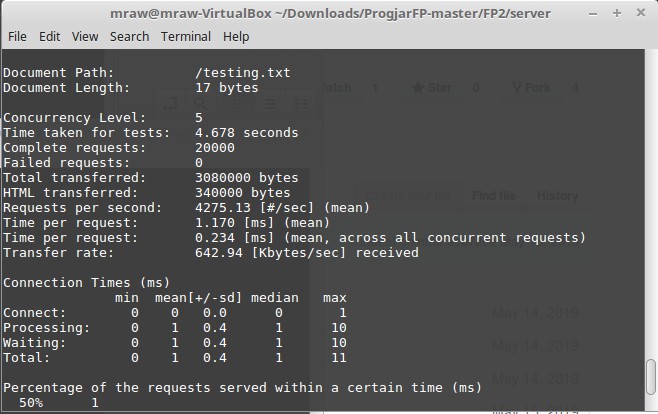 mraw@mraw-VirtualBox ~/Downloads/ProgjarFP-master/FP2/server
File Edit View Search Terminal Help
Document Path: /testing.txt
Document Length: 17 bytes
Concurrency Level: 5
Time taken for tests: 4.678 seconds
Complete requests: 20000
Failed requests: 0
Total transferred: 3080000 bytes
HTML transferred: 340000 bytes
Requests per second: 4275.13 [#/sec] (mean)
Time per request: 1.170 [ms] (mean)
Time per request: 0.234 [ms] (mean, across all concurrent requests)
Transfer rate: 642.94 [Kbytes/sec] received
Connection Times (ms)
min mean[+/-sd] median max
Connect: 0 0 0.0 0 1
Processing: 0 1 0.4 1 10
Waiting: 0 1 0.4 1 10
Total: 0 1 0.4 1 11
Percentage of the requests served within a certain time (ms)
50% 1
1 Star 0 Fork 4
Find file History
May 14, 2019
May 14, 2019
May 14, 2019